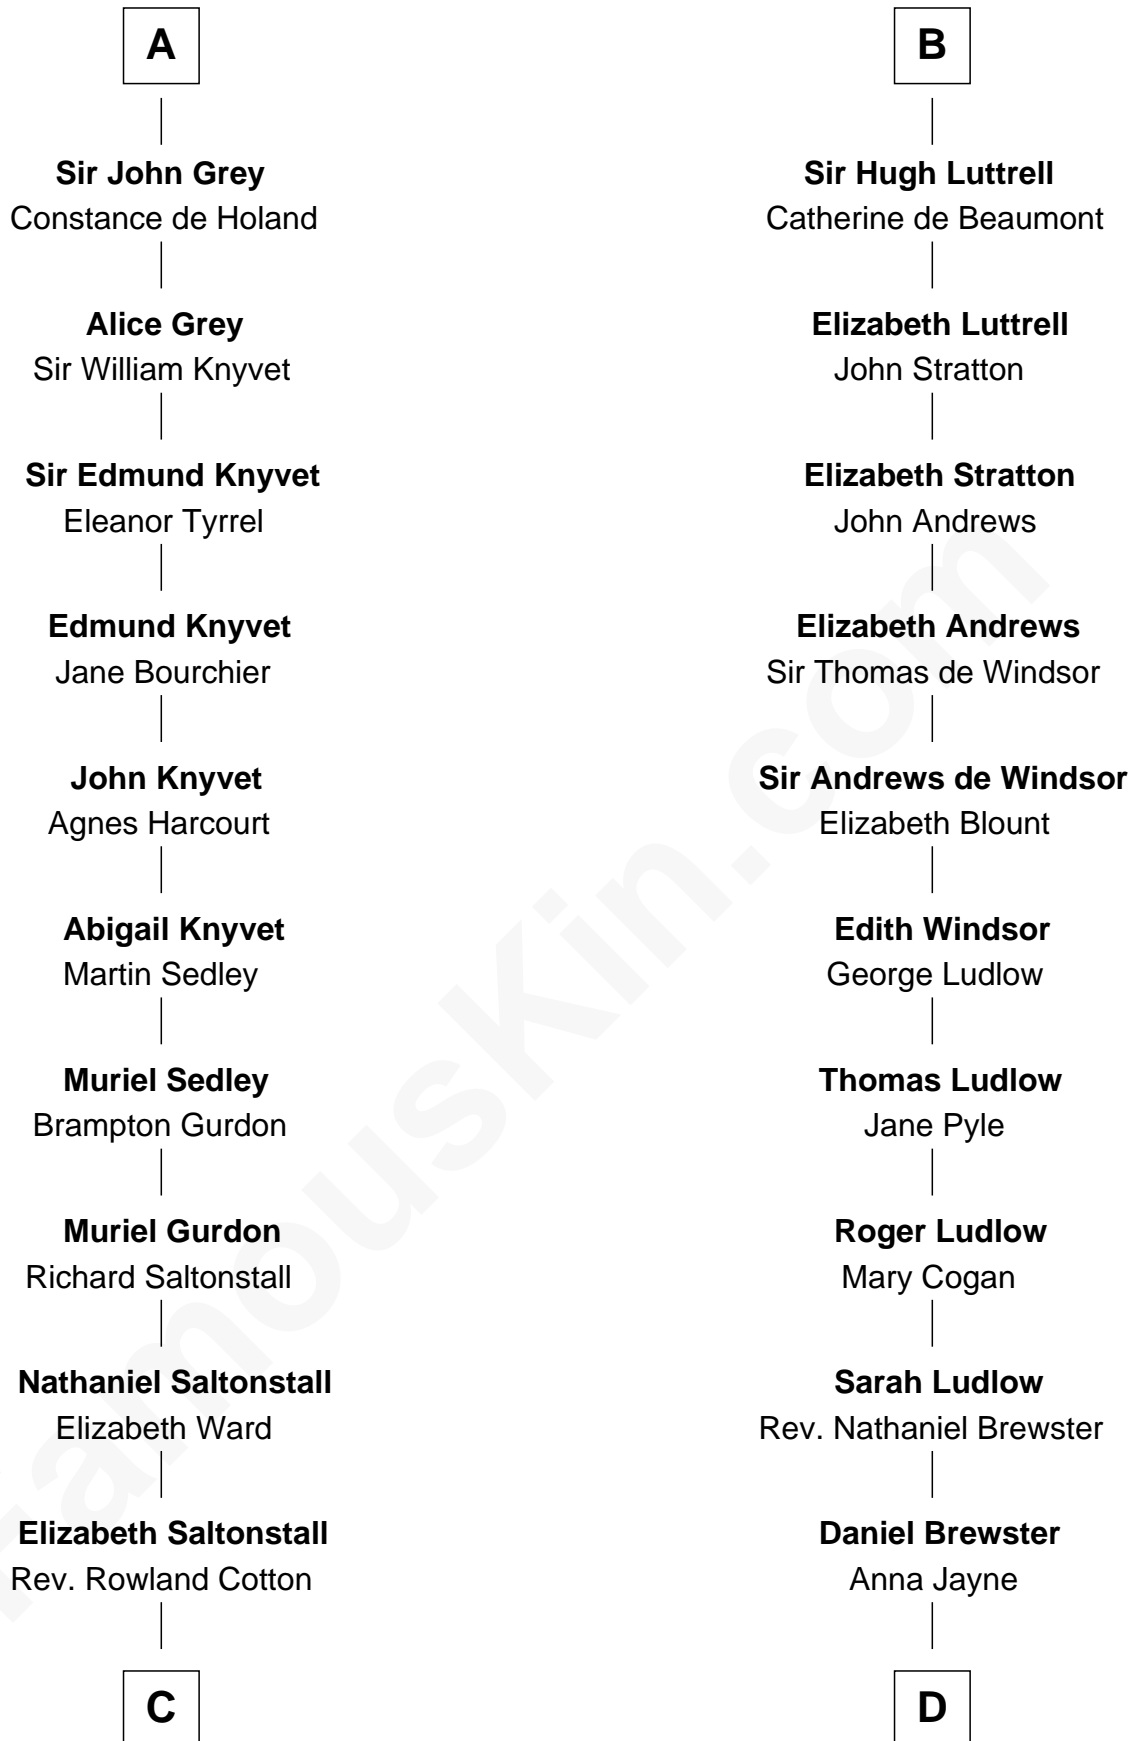 A
Sir John Grey
Constance de Holand
Alice Grey
Sir William Knyvet
Sir Edmund Knyvet
Eleanor Tyrrel
Edmund Knyvet
Jane Bourchier
John Knyvet
Agnes Harcourt
Abigail Knyvet
Martin Sedley
Muriel Sedley
Brampton Gurdon
Muriel Gurdon
Richard Saltonstall
Nathaniel Saltonstall
Elizabeth Ward
Elizabeth Saltonstall
Rev. Rowland Cotton
C
B
Sir Hugh Luttrell
Catherine de Beaumont
Elizabeth Luttrell
John Stratton
Elizabeth Stratton
John Andrews
Elizabeth Andrews
Sir Thomas de Windsor
Sir Andrews de Windsor
Elizabeth Blount
Edith Windsor
George Ludlow
Thomas Ludlow
Jane Pyle
Roger Ludlow
Mary Cogan
Sarah Ludlow
Rev. Nathaniel Brewster
Daniel Brewster
Anna Jayne
D
FamousKin.com